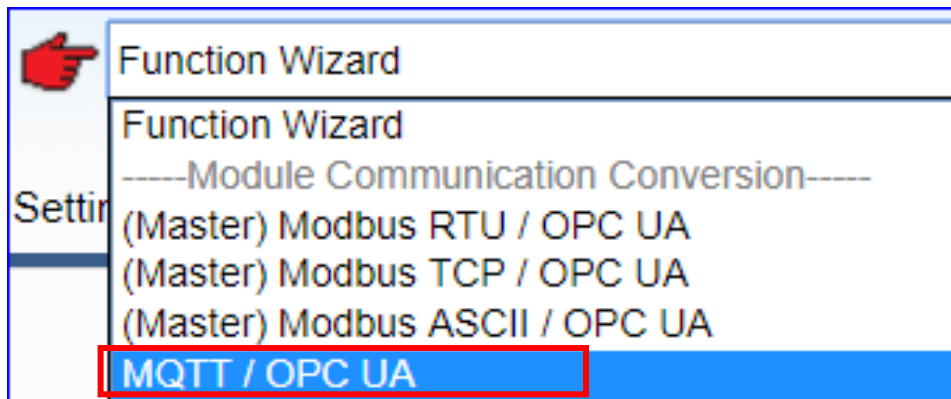 Function Wizard
Function Wizard
-----Module Communication Conversion-----
(Master) Modbus RTU / OPC UA
(Master) Modbus TCP / OPC UA
(Master) Modbus ASCII / OPC UA
MQTT / OPC UA